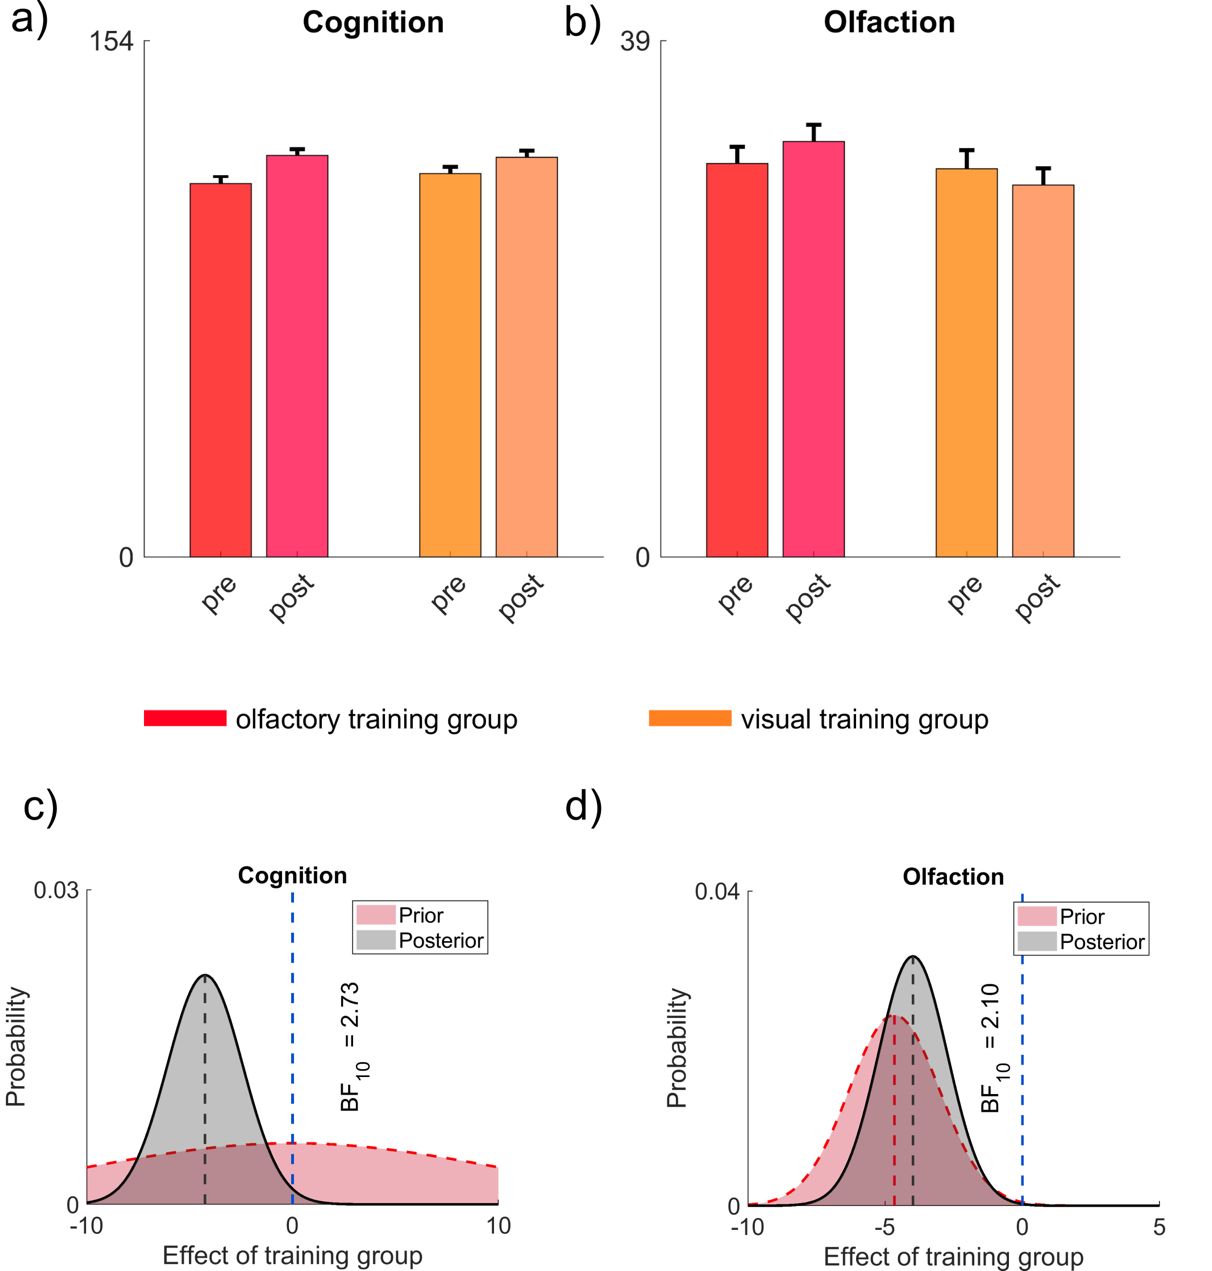 a)
Cognition
154
0
pre
post
pre
post
b)
Olfaction
39
0
pre
post
pre
post
olfactory training group
visual training group
c)
Cognition
0.03
0
Probability
Prior
Posterior
BF10 = 2.73
-10
0
10
Effect of training group
d)
Olfaction
0.04
0
Probability
Prior
Posterior
BF10 = 2.10
-10
-5
0
5
Effect of training group